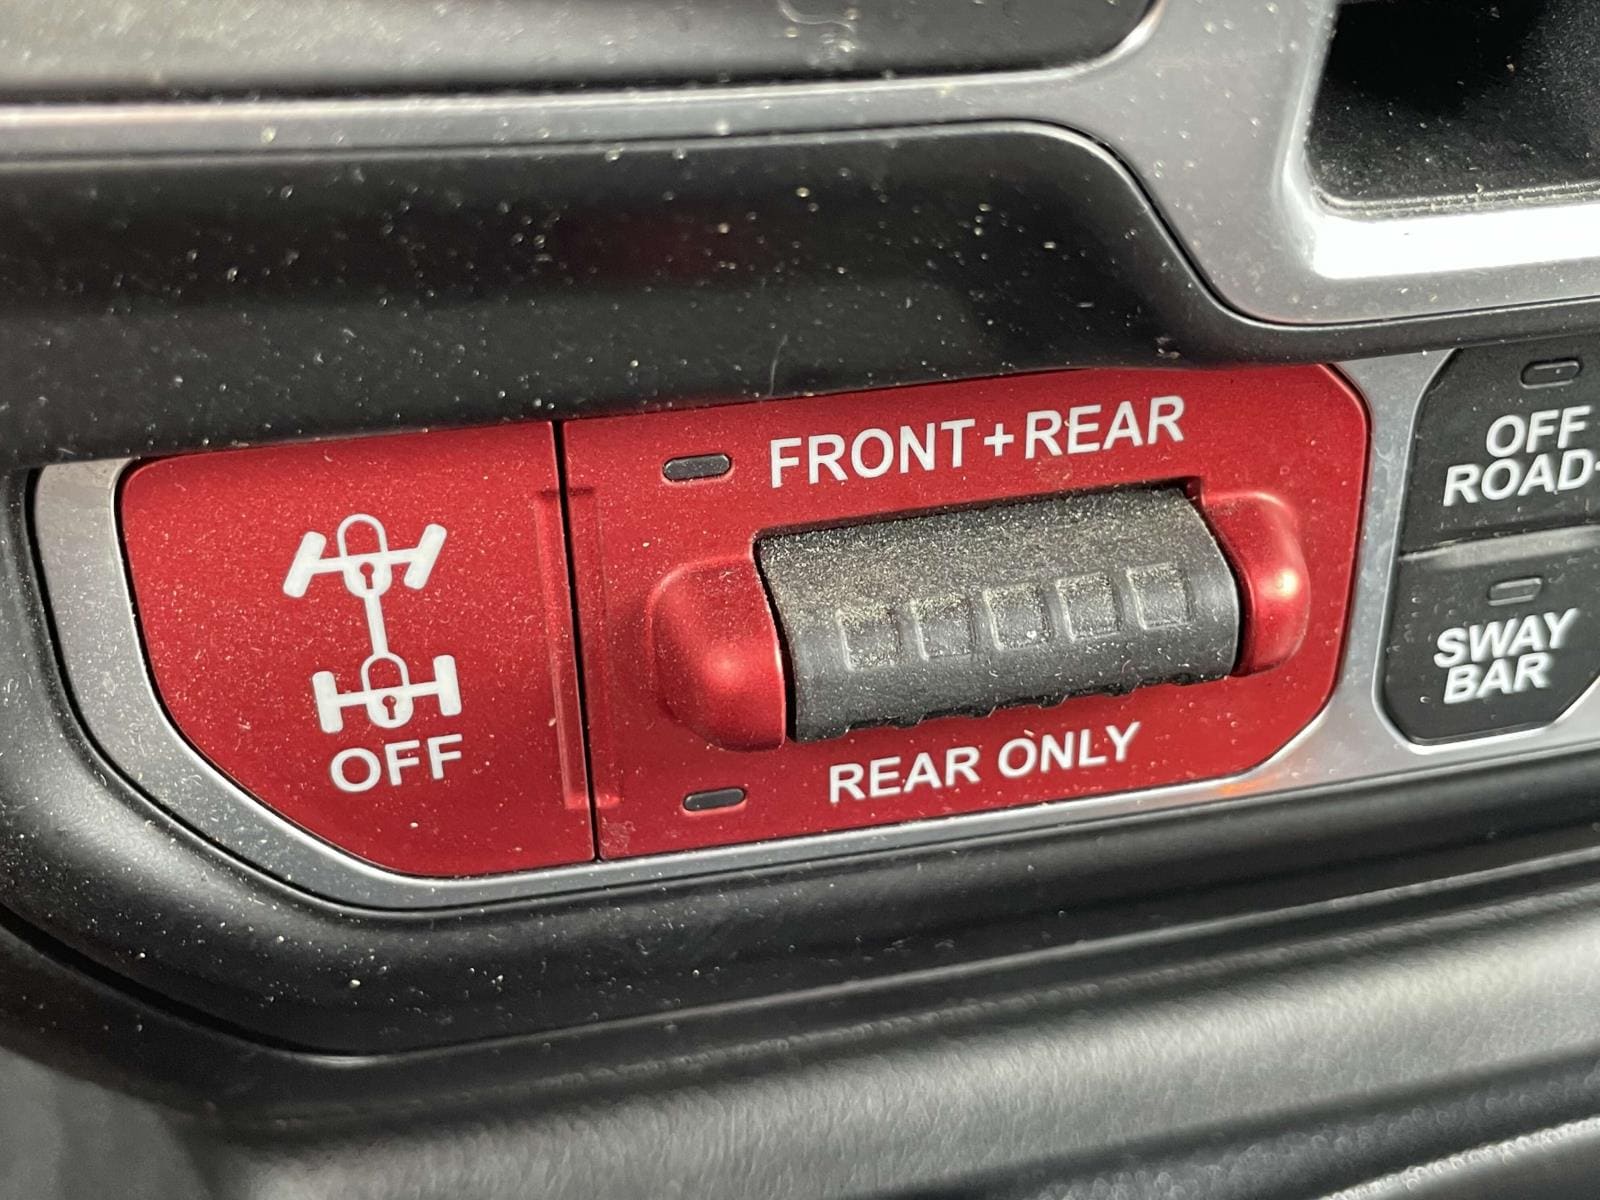 FRONT+REAR
OFF
REAR ONLY
OFF
ROAD+
SWAY
BAR